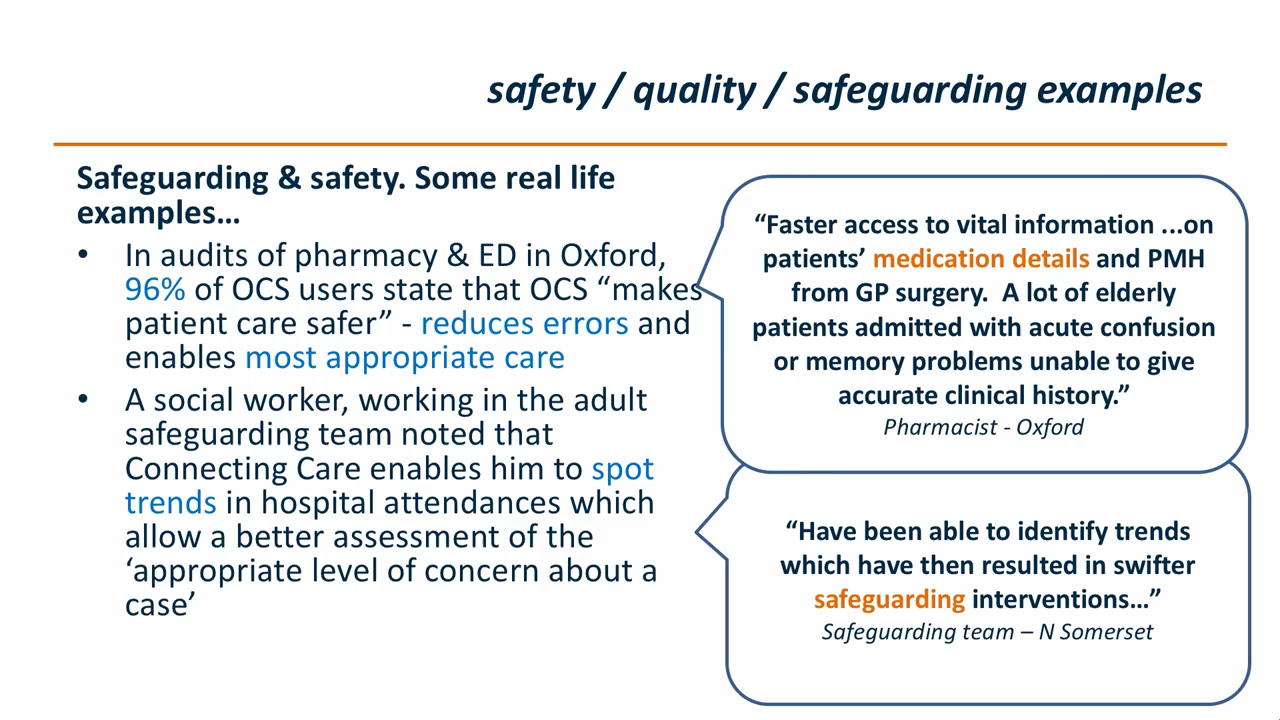 safety / quality / safeguarding examples
Safeguarding & safety. Some real life
examples…
• In audits of pharmacy & ED in Oxford,
96% of OCS users state that OCS “makes
patient care safer” - reduces errors and
enables most appropriate care
• A social worker, working in the adult
safeguarding team noted that
Connecting Care enables him to spot
trends in hospital attendances which
allow a better assessment of the
‘appropriate level of concern about a
case’
“Faster access to vital information ...on
patients’ medication details and PMH
from GP surgery. A lot of elderly
patients admitted with acute confusion
or memory problems unable to give
accurate clinical history.”
Pharmacist - Oxford
“Have been able to identify trends
which have then resulted in swifter
safeguarding interventions…”
Safeguarding team – N Somerset